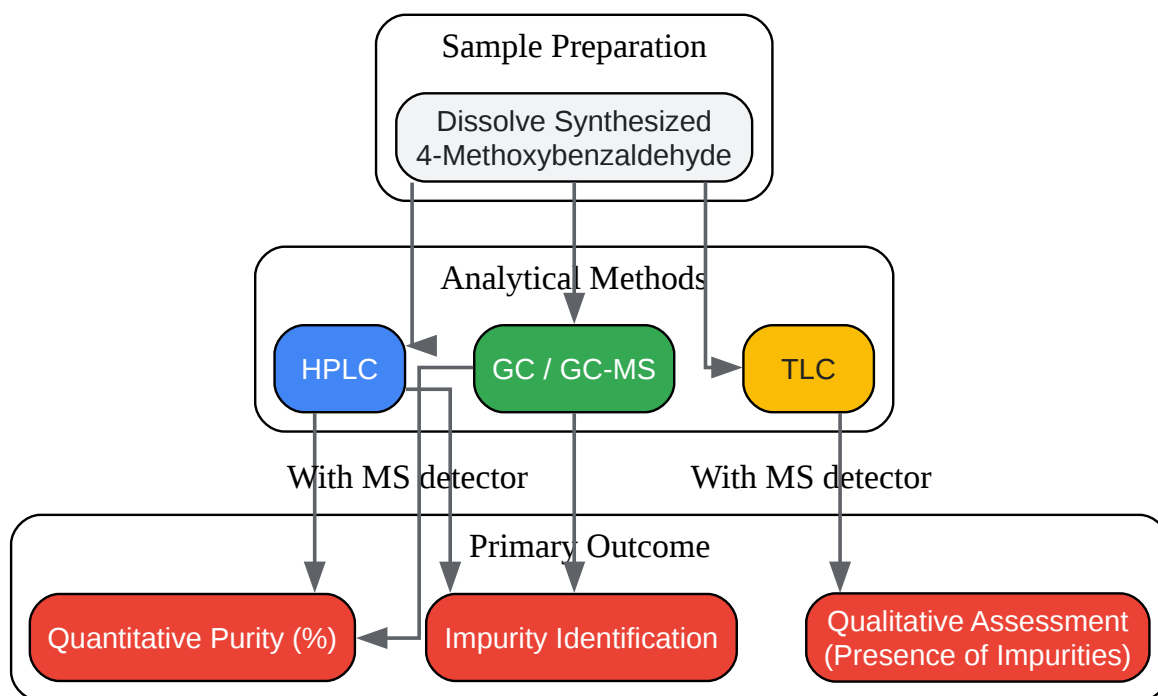 Sample Preparation
Dissolve Synthesized
4-Methoxybenzaldehyde
Analytical Methods
HPLC
GC / GC-MS
TLC
With MS detector
With MS detector
Primary Outcome
Quantitative Purity (%)
Impurity Identification
Qualitative Assessment
(Presence of Impurities)